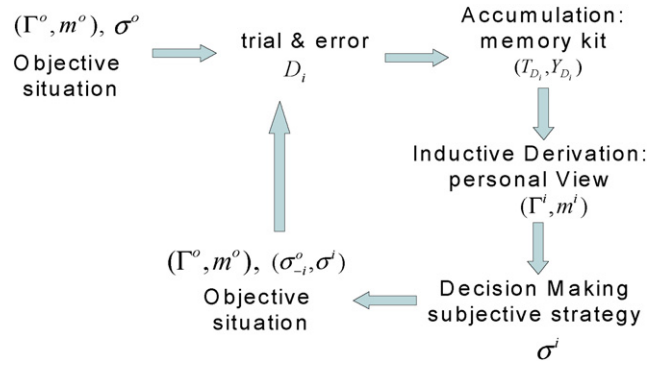 (Γᵒ, mᵒ), σᵒ
Objective
situation
trial & error
Dᵢ
Accumulation:
memory kit
(T_{Dᵢ}, Y_{Dᵢ})
Inductive Derivation:
personal View
(Γⁱ, mⁱ)
Decision Making
subjective strategy
σⁱ
(Γᵒ, mᵒ), (σᵒ₋ᵢ, σⁱ)
Objective
situation